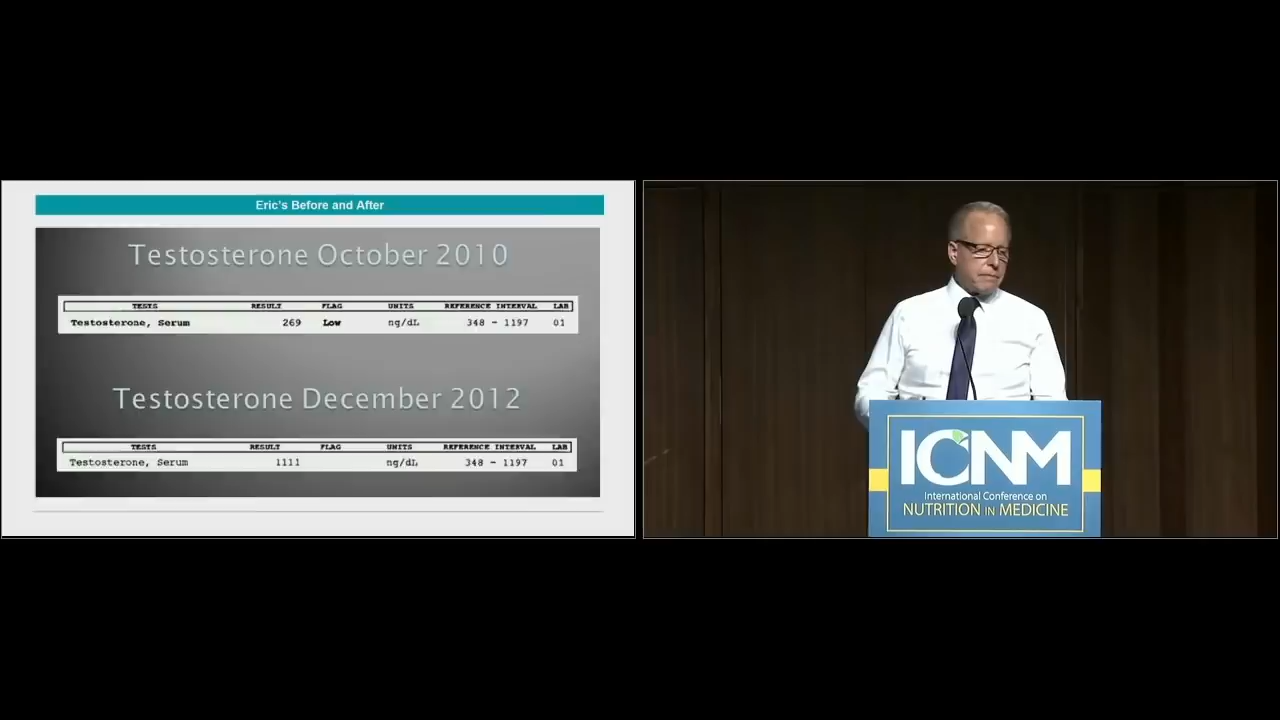 Eric's Before and After
Testosterone October 2010
TESTS RESULT FLAG UNITS REFERENCE INTERVAL LAB
Testosterone, Serum 269 Low ng/dL 348 - 1197 01
Testosterone December 2012
TESTS RESULT FLAG UNITS REFERENCE INTERVAL LAB
Testosterone, Serum 1111 ng/dL 348 - 1197 01
ICNM
International Conference on
NUTRITION IN MEDICINE